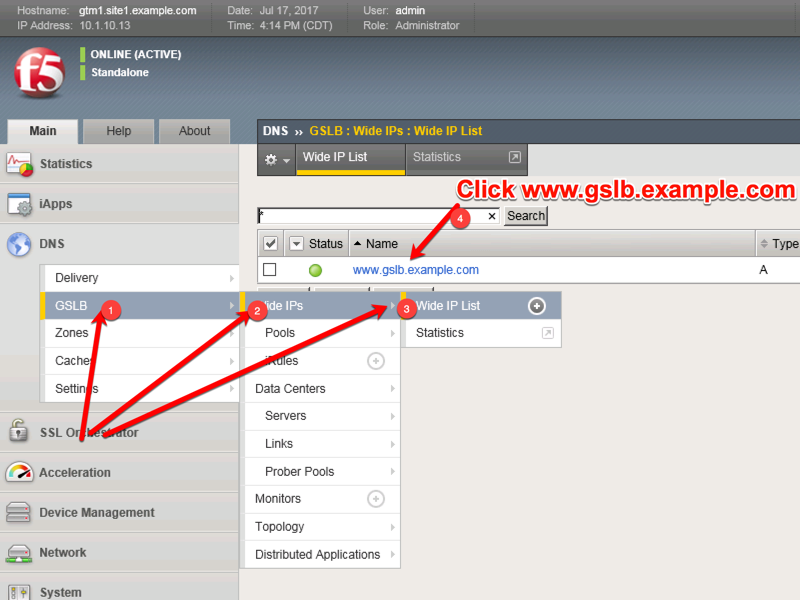 Hostname: gtm1.site1.example.com Date: Jul 17, 2017 User: admin
IP Address: 10.1.10.13 Time: 4:14 PM (CDT) Role: Administrator
f5
ONLINE (ACTIVE)
Standalone
Main Help About
DNS ›› GSLB : Wide IPs : Wide IP List
Wide IP List Statistics
Statistics
Click www.gslb.example.com
iApps
* × Search
4
DNS
Status Name Type
www.gslb.example.com A
Delivery
GSLB 1 2 Wide IPs 3 Wide IP List
Zones Pools Statistics
Caches iRules
Settings Data Centers
Servers
SSL Orchestrator
Links
Acceleration Prober Pools
Monitors
Device Management
Topology
Network Distributed Applications
System